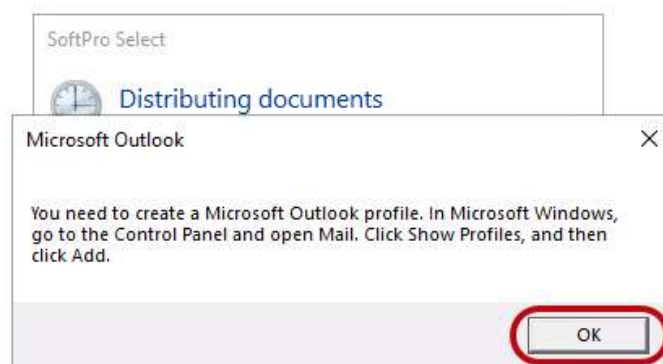 SoftPro Select
Distributing documents
Microsoft Outlook
You need to create a Microsoft Outlook profile. In Microsoft Windows,
go to the Control Panel and open Mail. Click Show Profiles, and then
click Add.
OK